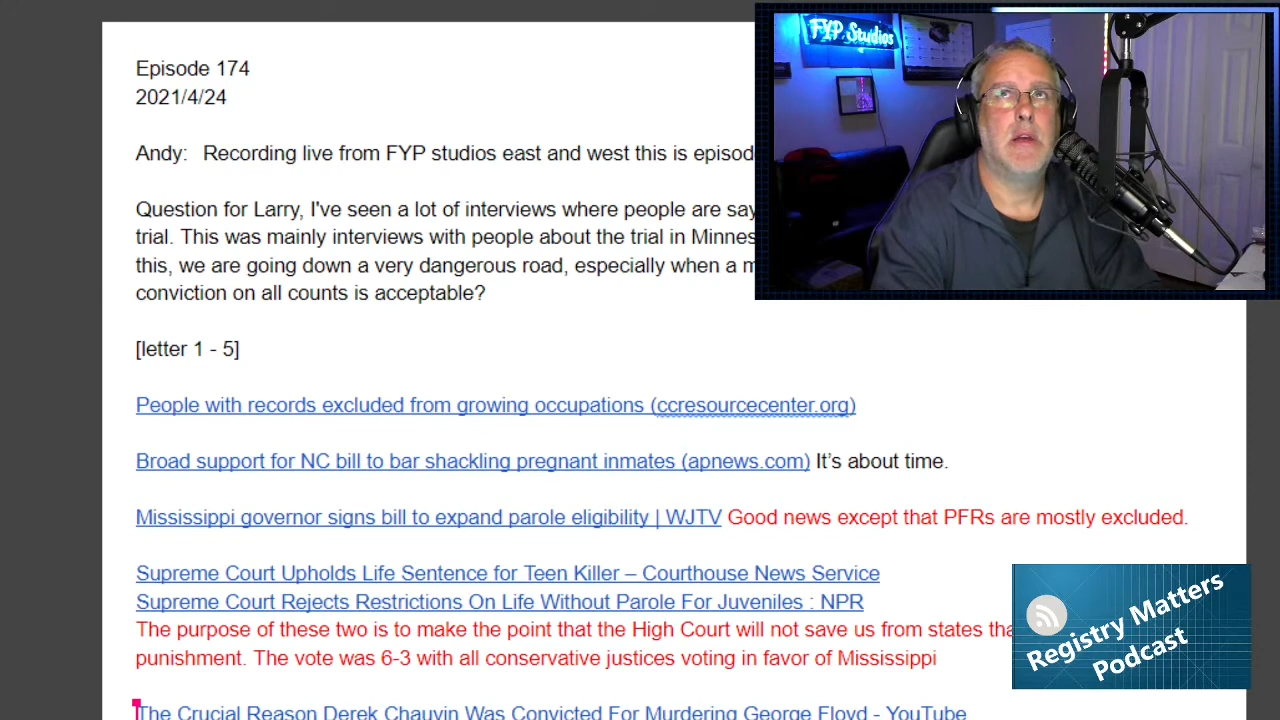 Episode 174
2021/4/24
FYP Studios
Andy: Recording live from FYP studios east and west this is
Question for Larry, I've seen a lot of interviews where people are
trial. This was mainly interviews with people about the trial in
this, we are going down a very dangerous road, especially when a
conviction on all counts is acceptable?
[letter 1 - 5]
People with records excluded from growing occupations (ccresourcecenter.org)
Broad support for NC bill to bar shackling pregnant inmates (apnews.com) It’s about time.
Mississippi governor signs bill to expand parole eligibility | WJTV Good news except that PFRs are mostly excluded.
Supreme Court Upholds Life Sentence for Teen Killer – Courthouse News Service
Supreme Court Rejects Restrictions On Life Without Parole For Juveniles : NPR
The purpose of these two is to make the point that the High Court will not save us from states
punishment. The vote was 6-3 with all conservative justices voting in favor of Mississippi
Registry Matters
Podcast
The Crucial Reason Derek Chauvin Was Convicted For Murdering George Floyd - YouTube